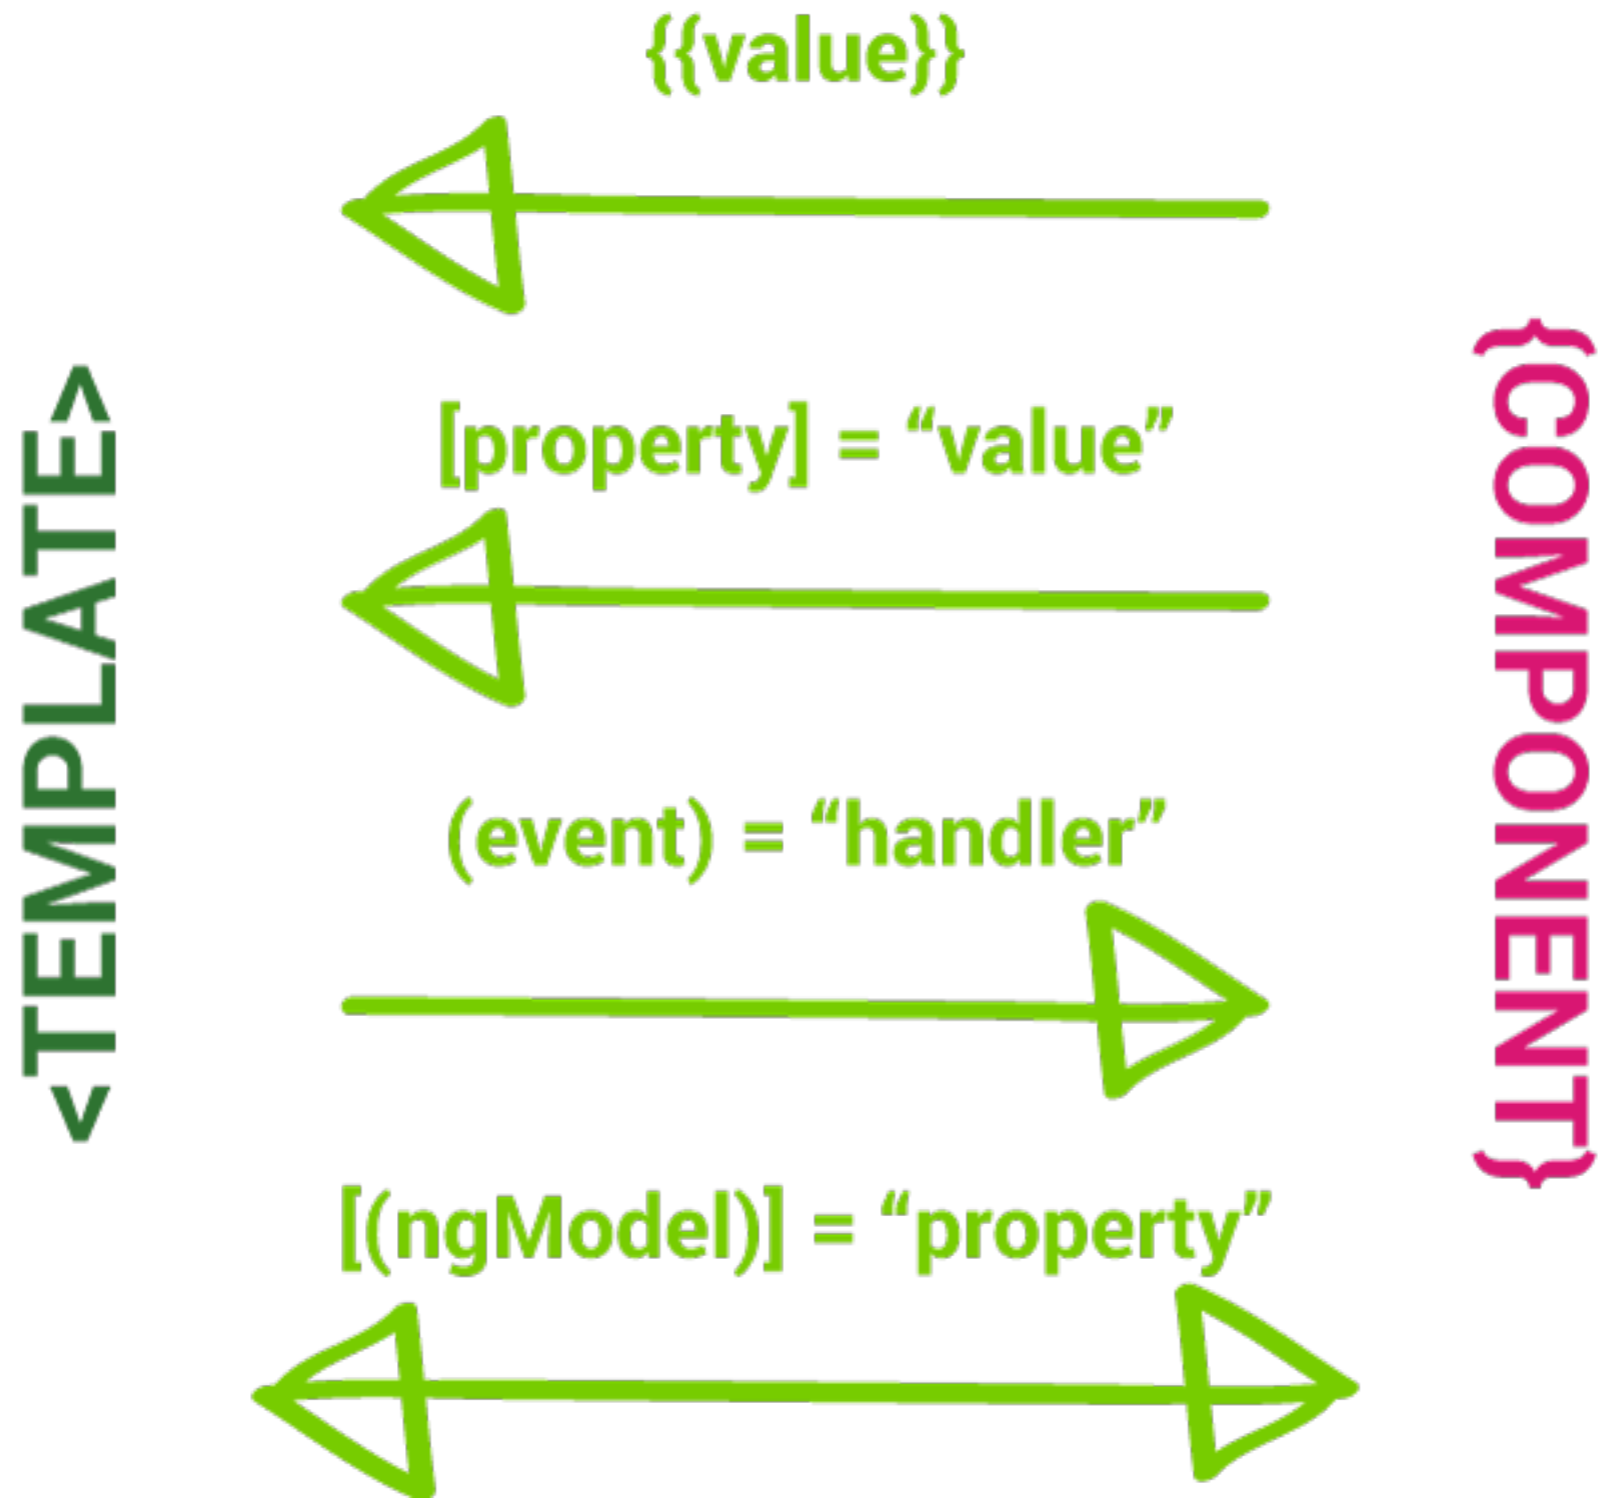 {{value}}
<TEMPLATE>
{COMPONENT}
[property] = “value”
(event) = “handler”
[(ngModel)] = “property”